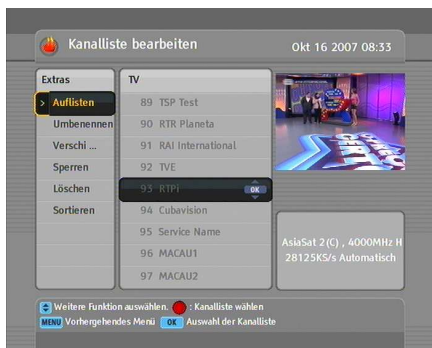 Kanalliste bearbeiten
Okt 16 2007 08:33
Extras
TV
Auflisten
Umbenennen
Verschi ...
Sperren
Löschen
Sortieren
89 TSP Test
90 RTR Planeta
91 RAI International
92 TVE
93 RTPi
OK
94 Cubavision
95 Service Name
96 MACAU1
97 MACAU2
AsiaSat 2(C) , 4000MHz H
28125KS/s Automatisch
Weitere Funktion auswählen. : Kanalliste wählen
MENU Vorhergehendes Menü OK Auswahl der Kanalliste